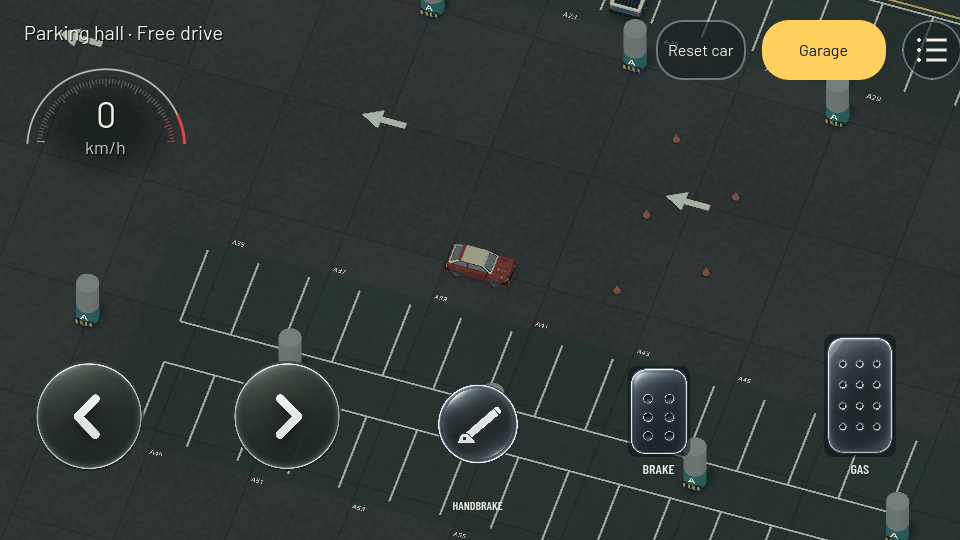 Parking hall · Free drive
Reset car
Garage
0
km/h
A23
A29
A35
A37
A39
A41
A43
A45
A
A
A
A
A
A
BRAKE
GAS
HANDBRAKE
A51
A53
A55